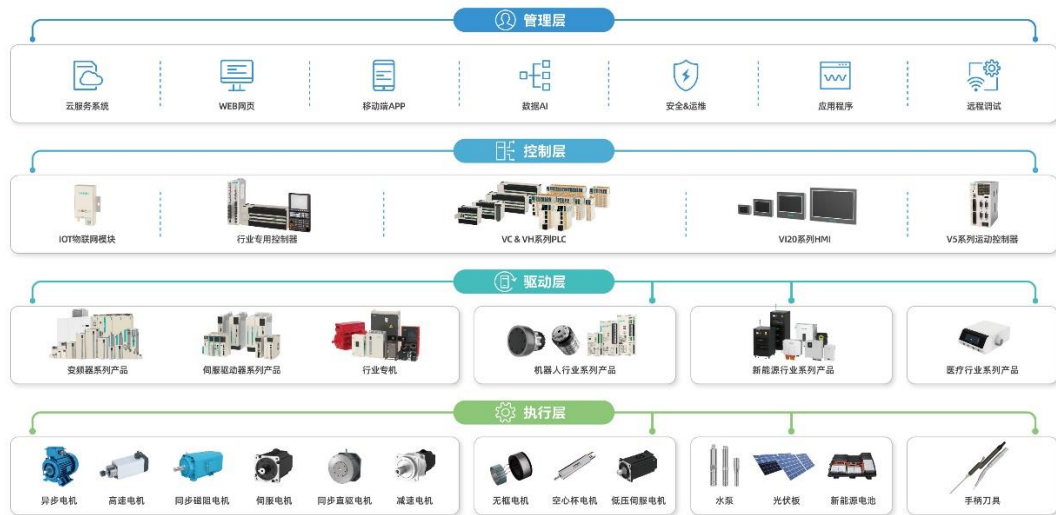 管理层
云服务系统
WEB网页
移动端APP
数据AI
安全&运维
应用程序
远程调试
控制层
IOT物联网模块
行业专用控制器
VC & VH系列PLC
VI20系列HMI
V5系列运动控制器
驱动层
变频器系列产品
伺服驱动器系列产品
行业专机
机器人行业系列产品
新能源行业系列产品
医疗行业系列产品
执行层
异步电机
高速电机
同步磁阻电机
伺服电机
同步直驱电机
减速电机
无框电机
空心杯电机
低压伺服电机
水泵
光伏板
新能源电池
手柄刀具